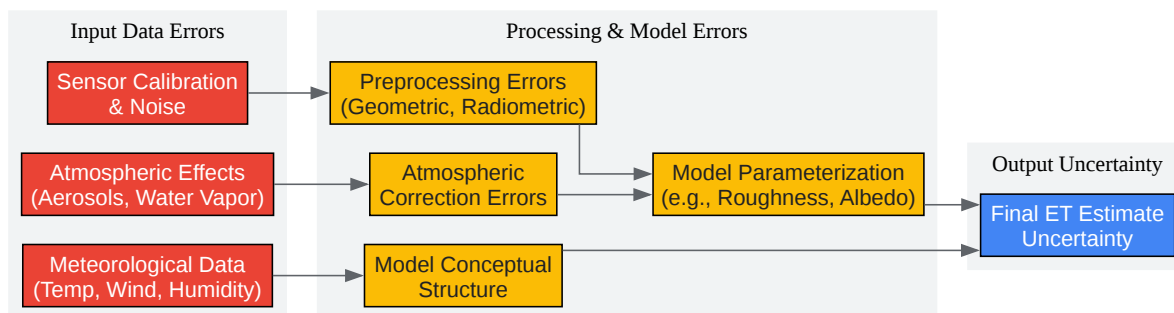 Input Data Errors
Processing & Model Errors
Sensor Calibration
& Noise
Preprocessing Errors
(Geometric, Radiometric)
Atmospheric Effects
(Aerosols, Water Vapor)
Atmospheric
Correction Errors
Model Parameterization
(e.g., Roughness, Albedo)
Output Uncertainty
Final ET Estimate
Uncertainty
Meteorological Data
(Temp, Wind, Humidity)
Model Conceptual
Structure